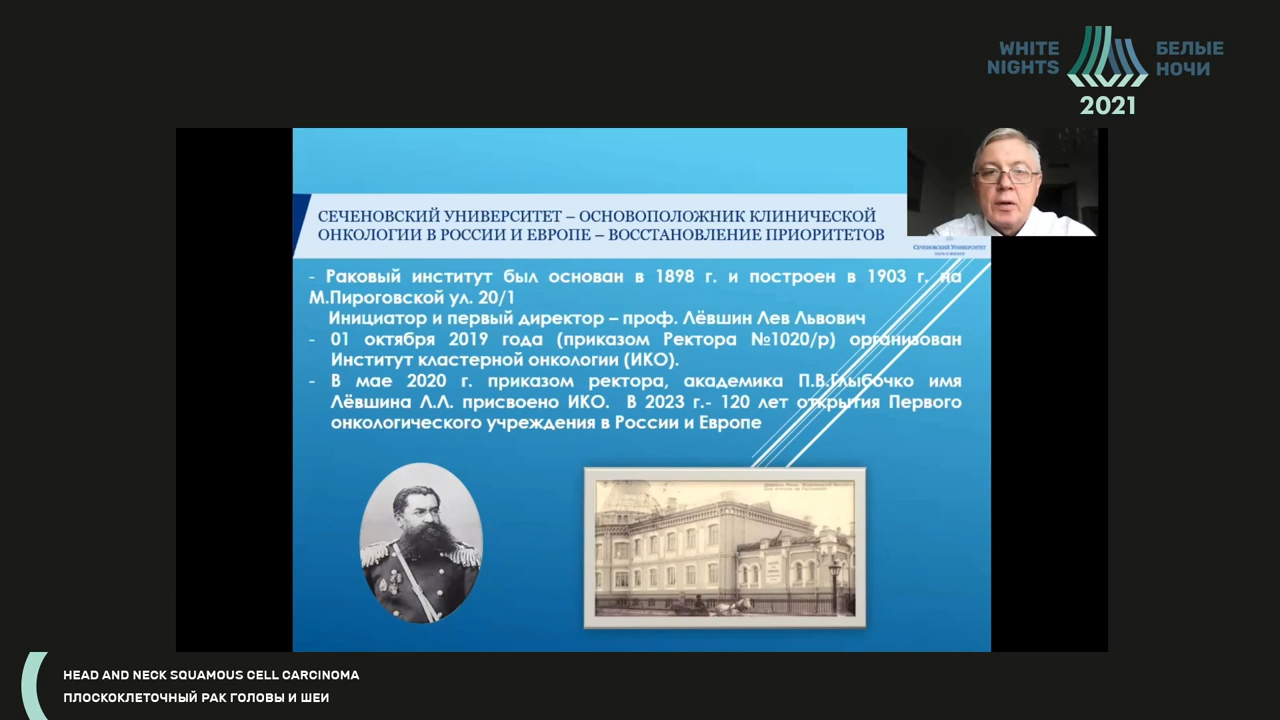 WHITE NIGHTS
БЕЛЫЕ НОЧИ
2021
СЕЧЕНОВСКИЙ УНИВЕРСИТЕТ – ОСНОВОПОЛОЖНИК КЛИНИЧЕСКОЙ
ОНКОЛОГИИ В РОССИИ И ЕВРОПЕ – ВОССТАНОВЛЕНИЕ ПРИОРИТЕТОВ
Сеченовский Университет
- Раковый институт был основан в 1898 г. и построен в 1903 г. на
М.Пироговской ул. 20/1
Инициатор и первый директор – проф. Лёвшин Лев Львович
- 01 октября 2019 года (приказом Ректора №1020/р) организован
Институт кластерной онкологии (ИКО).
- В мае 2020 г. приказом ректора, академика П.В.Глыбочко имя
Лёвшина Л.Л. присвоено ИКО. В 2023 г.- 120 лет открытия Первого
онкологического учреждения в России и Европе
HEAD AND NECK SQUAMOUS CELL CARCINOMA
ПЛОСКОКЛЕТОЧНЫЙ РАК ГОЛОВЫ И ШЕИ